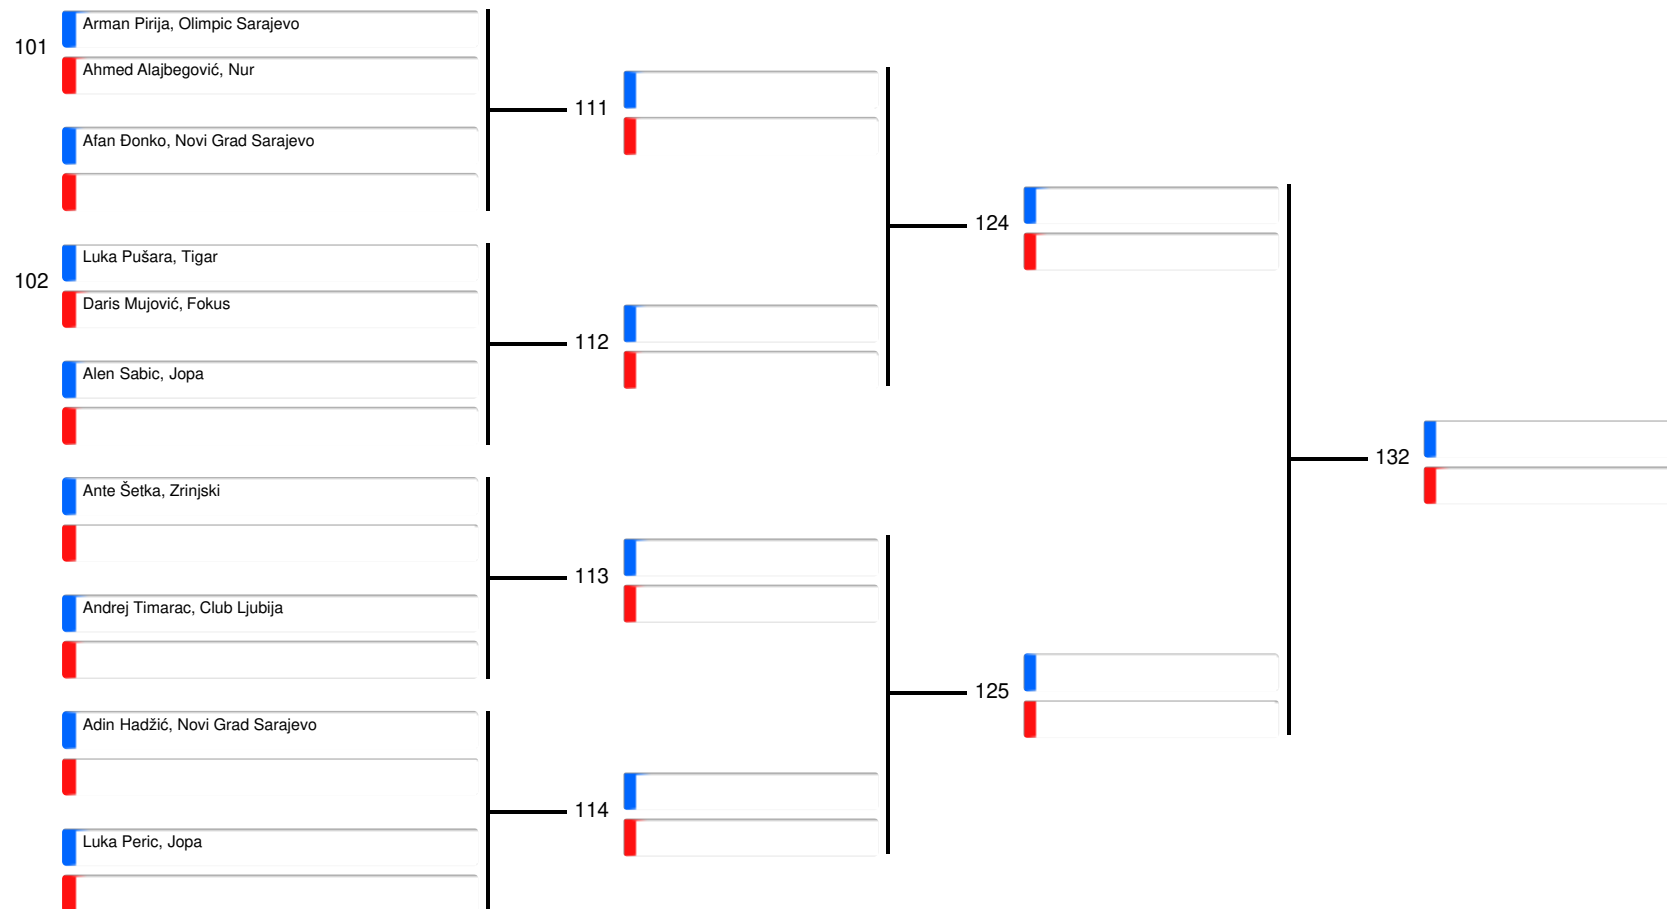 101
Arman Pirija, Olimpic Sarajevo
Ahmed Alajbegović, Nur
Afan Đonko, Novi Grad Sarajevo
102
Luka Pušara, Tigar
Daris Mujović, Fokus
Alen Sabic, Jopa
Ante Šetka, Zrinjski
Andrej Timarac, Club Ljubija
Adin Hadžić, Novi Grad Sarajevo
Luka Peric, Jopa
111
112
113
114
124
125
132